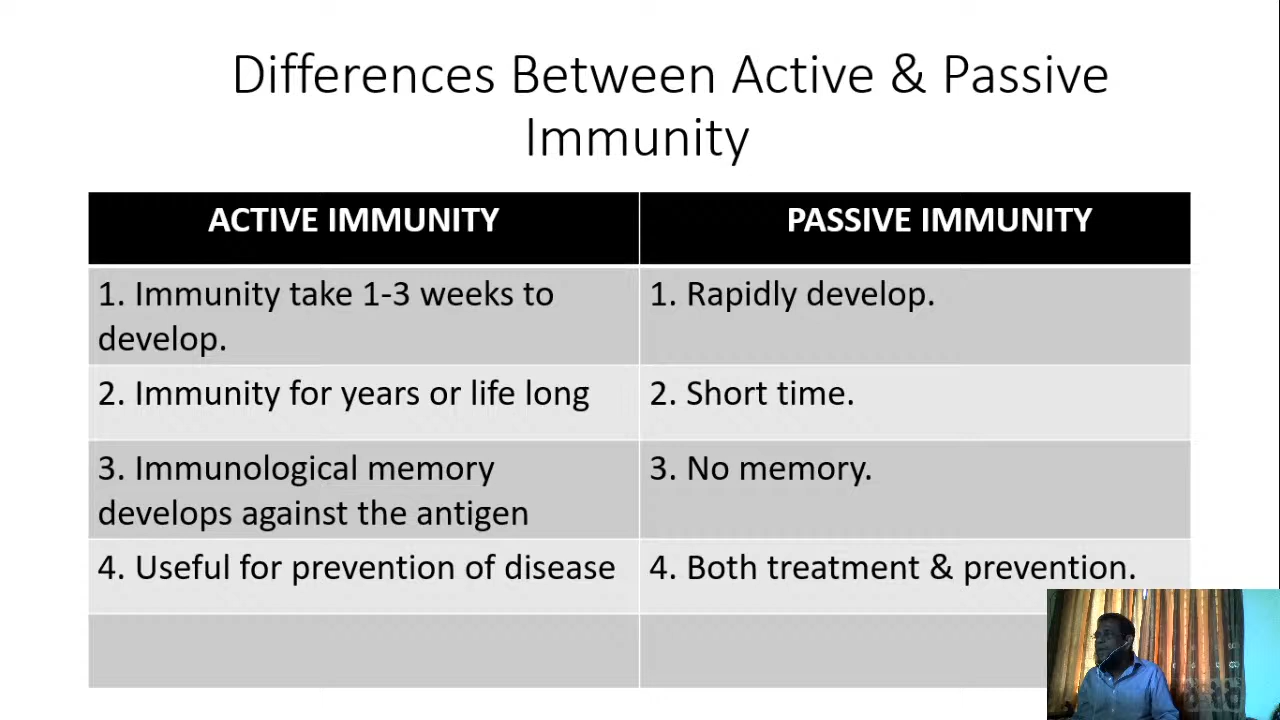 Differences Between Active & Passive
Immunity
ACTIVE IMMUNITY
PASSIVE IMMUNITY
1. Immunity take 1-3 weeks to
develop.
1. Rapidly develop.
2. Immunity for years or life long
2. Short time.
3. Immunological memory
develops against the antigen
3. No memory.
4. Useful for prevention of disease
4. Both treatment & prevention.